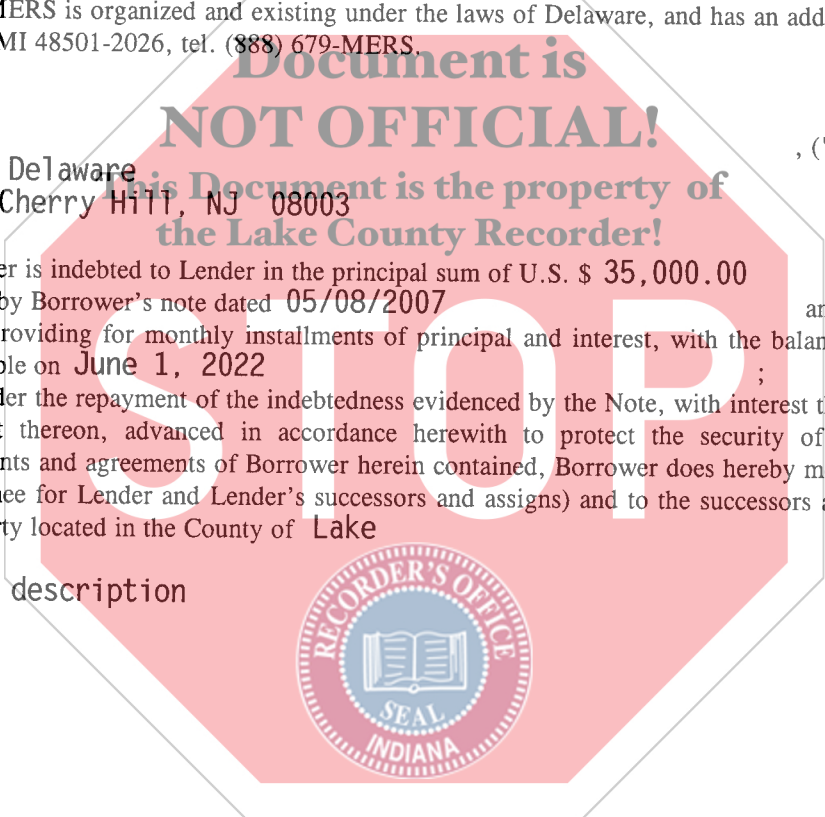 MERS is organized and existing under the laws of Delaware, and has an add
MI 48501-2026, tel. (888) 679-MERS.
Document is
NOT OFFICIAL!
, ("
Delaware
This Document is the property of
Cherry Hill, NJ 08003
the Lake County Recorder!
er is indebted to Lender in the principal sum of U.S. $ 35,000.00
by Borrower's note dated 05/08/2007 an
roviding for monthly installments of principal and interest, with the balan
ble on June 1, 2022 ;
der the repayment of the indebtedness evidenced by the Note, with interest t
t thereon, advanced in accordance herewith to protect the security of
nts and agreements of Borrower herein contained, Borrower does hereby m
nee for Lender and Lender's successors and assigns) and to the successors a
rty located in the County of Lake
STOP
description
RECORDER'S OFFICE
SEAL
INDIANA